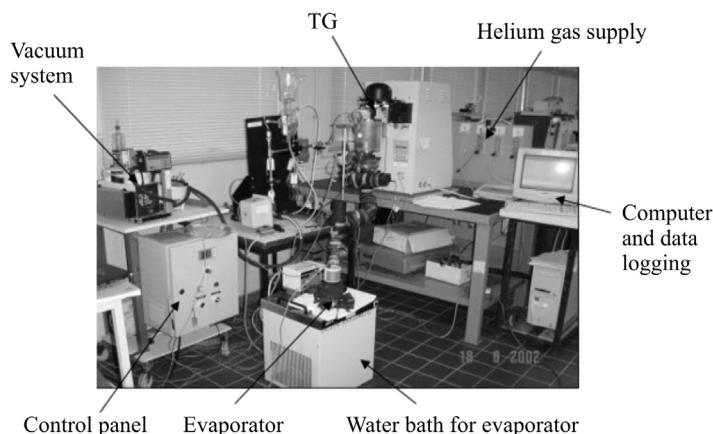 TG
Helium gas supply
Vacuum
system
Computer
and data
logging
18 8 2002
Control panel
Evaporator
Water bath for evaporator